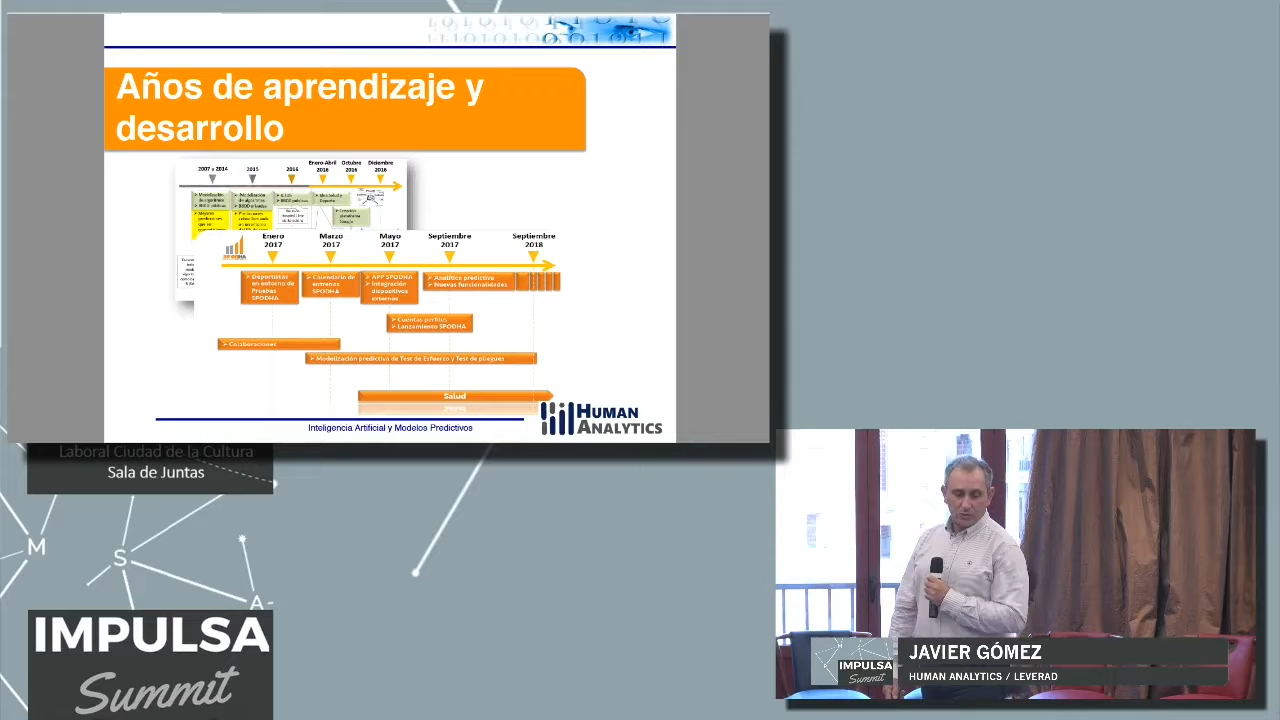 Años de aprendizaje y
desarrollo
2007 a 2014
2015
2016
Enero-Abril
2016
Octubre
2016
Diciembre
2016
Enero
2017
Marzo
2017
Mayo
2017
Septiembre
2017
Septiembre
2018
SPODHA
Deportistas
en entorno de
Pruebas
SPODHA
Calendario de
entrenos
SPODHA
APP SPODHA
Integración
dispositivos
externos
Analítica predictiva
Nuevas funcionalidades
Cuentas perfiles
Lanzamiento SPODHA
Colaboraciones
Modelización predictiva de Test de Esfuerzo y Test de pliegues
Salud
HUMAN
ANALYTICS
Inteligencia Artificial y Modelos Predictivos
Laboral Ciudad de la Cultura
Sala de Juntas
M
S
A
IMPULSA
Summit
IMPULSA
Summit
JAVIER GÓMEZ
HUMAN ANALYTICS / LEVERAD